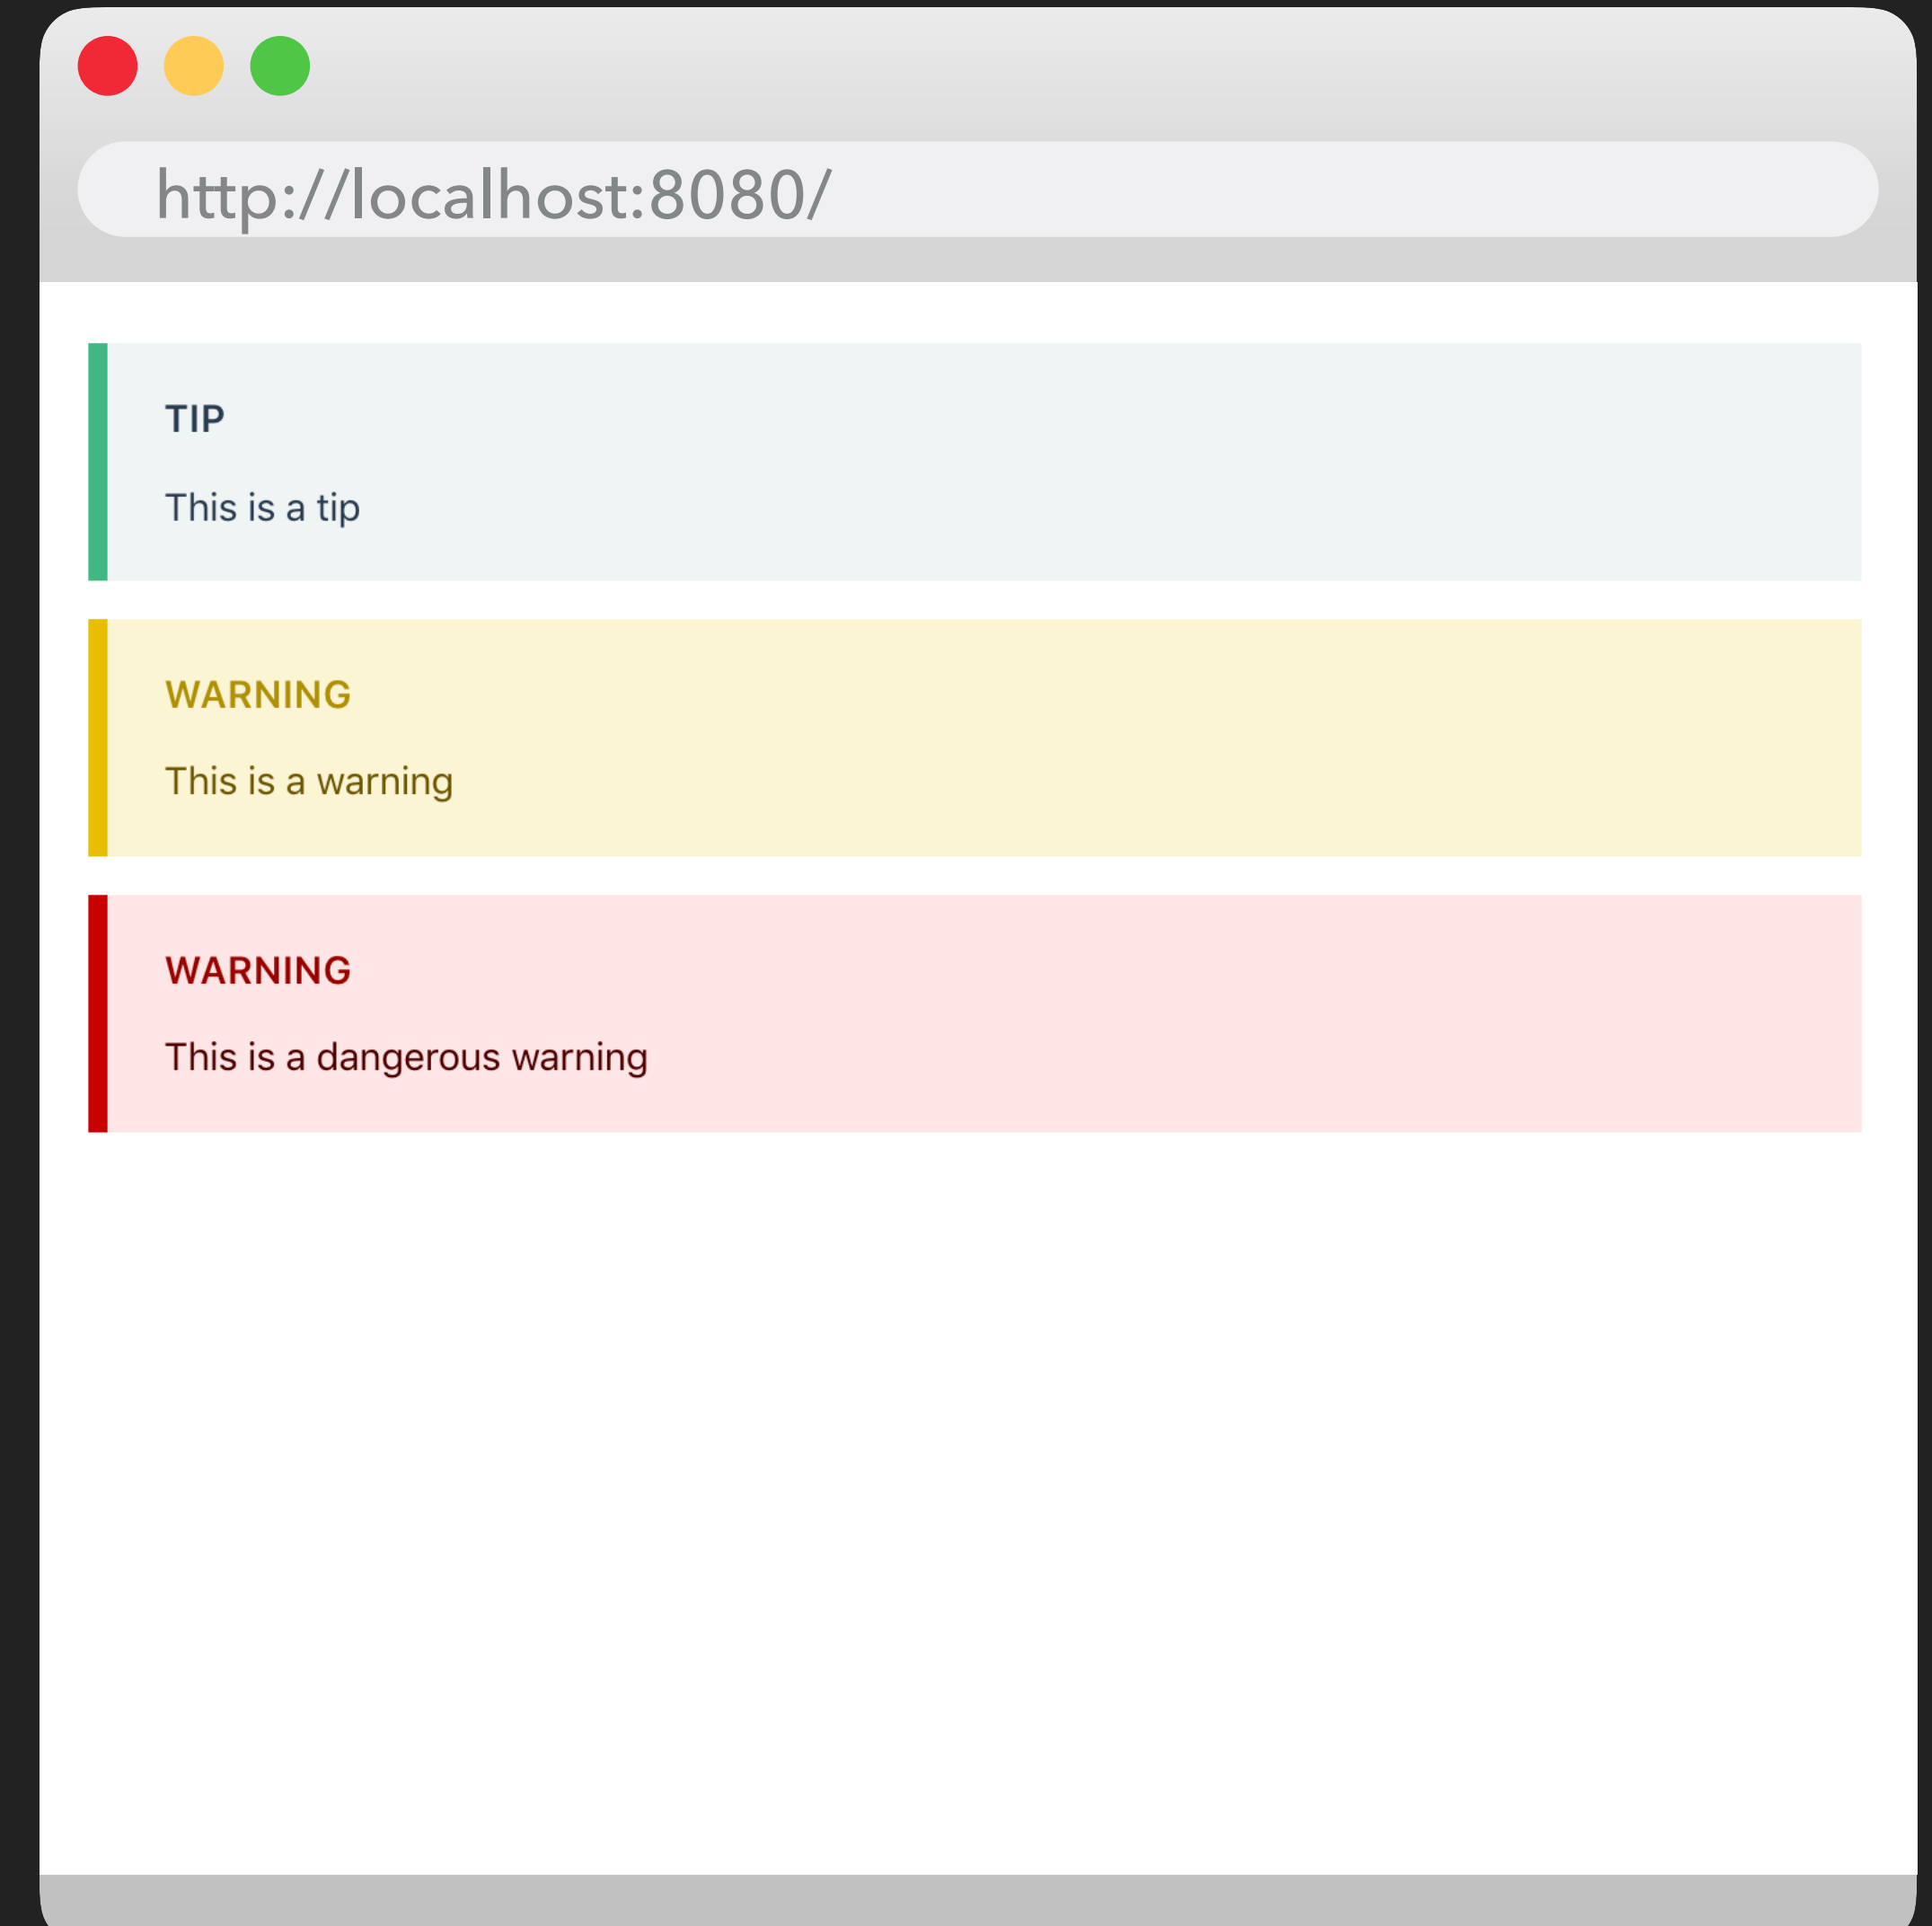 http://localhost:8080/
TIP
This is a tip
WARNING
This is a warning
WARNING
This is a dangerous warning